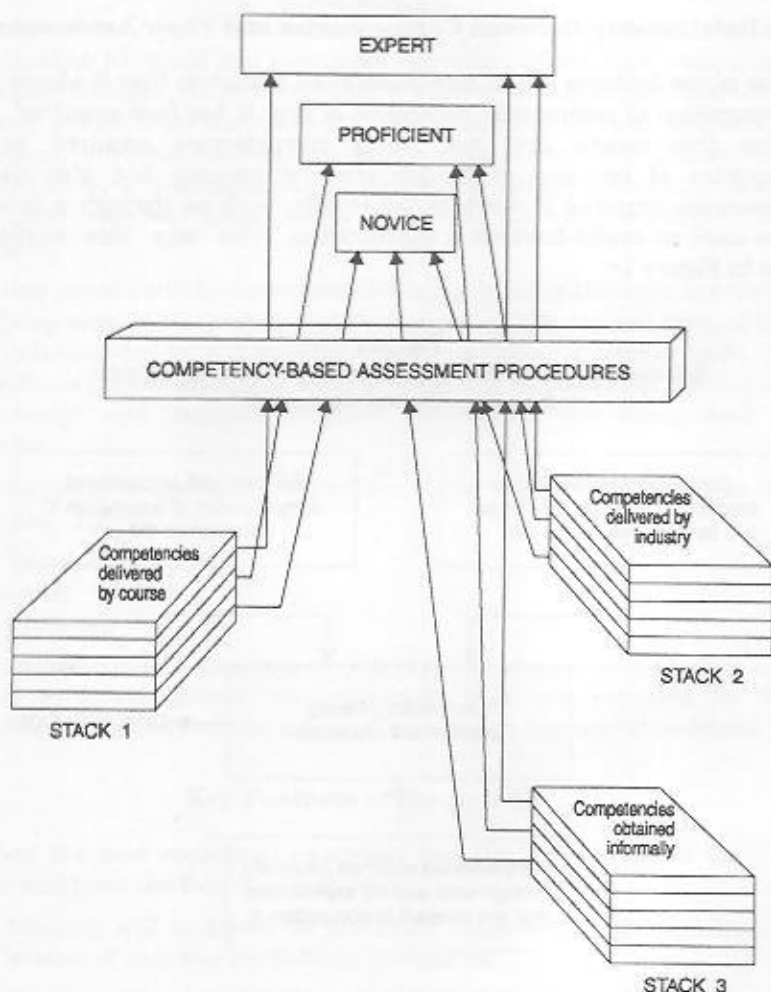 EXPERT
PROFICIENT
NOVICE
COMPETENCY-BASED ASSESSMENT PROCEDURES
Competencies
delivered
by course
STACK 1
Competencies
delivered by
industry
STACK 2
Competencies
obtained
informally
STACK 3